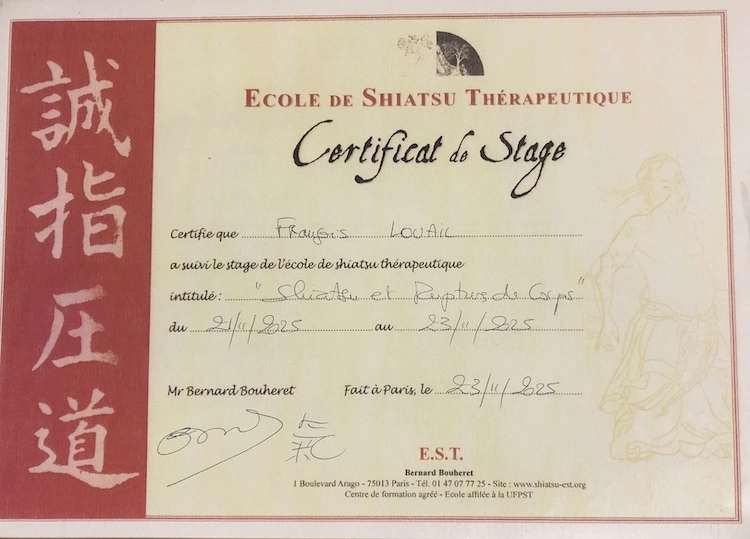 誠指圧道
ECOLE DE SHIATSU THÉRAPEUTIQUE
Certificat de Stage
Certifie que François LOUAIL
a suivi le stage de l'école de shiatsu thérapeutique
intitulé : "Shiatsu et Rupture de Corps"
du 21/11/2025 au 23/11/2025
Mr Bernard Bouheret Fait à Paris, le 23/11/2025
E.S.T.
Bernard Bouheret
1 Boulevard Arago - 75013 Paris - Tél. 01 47 07 77 25 - Site : www.shiatsu-est.org
Centre de formation agréé - Ecole affilée à la UFPST